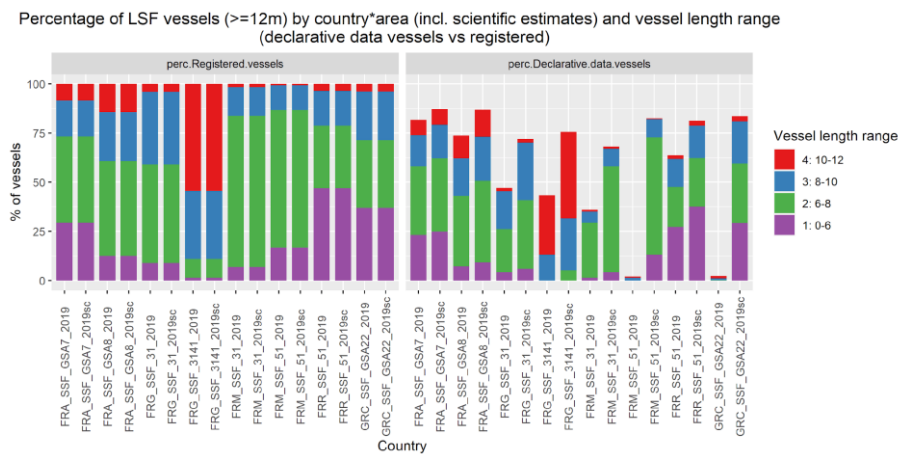 Percentage of LSF vessels (>=12m) by country*area (incl. scientific estimates) and vessel length range
(declarative data vessels vs registered)
perc.Registered.vessels
perc.Declarative.data.vessels
% of vessels
100
75
50
25
0
FRA_SSF_GSA7_2019
FRA_SSF_GSA7_2019sc
FRA_SSF_GSA8_2019
FRA_SSF_GSA8_2019sc
FRG_SSF_31_2019
FRG_SSF_31_2019sc
FRG_SSF_3141_2019
FRG_SSF_3141_2019sc
FRM_SSF_31_2019
FRM_SSF_31_2019sc
FRM_SSF_51_2019
FRM_SSF_51_2019sc
FRR_SSF_51_2019
FRR_SSF_51_2019sc
GRC_SSF_GSA22_2019
GRC_SSF_GSA22_2019sc
FRA_SSF_GSA7_2019
FRA_SSF_GSA7_2019sc
FRA_SSF_GSA8_2019
FRA_SSF_GSA8_2019sc
FRG_SSF_31_2019
FRG_SSF_31_2019sc
FRG_SSF_3141_2019
FRG_SSF_3141_2019sc
FRM_SSF_31_2019
FRM_SSF_31_2019sc
FRM_SSF_51_2019
FRM_SSF_51_2019sc
FRR_SSF_51_2019
FRR_SSF_51_2019sc
GRC_SSF_GSA22_2019
GRC_SSF_GSA22_2019sc
Country
Vessel length range
4: 10-12
3: 8-10
2: 6-8
1: 0-6